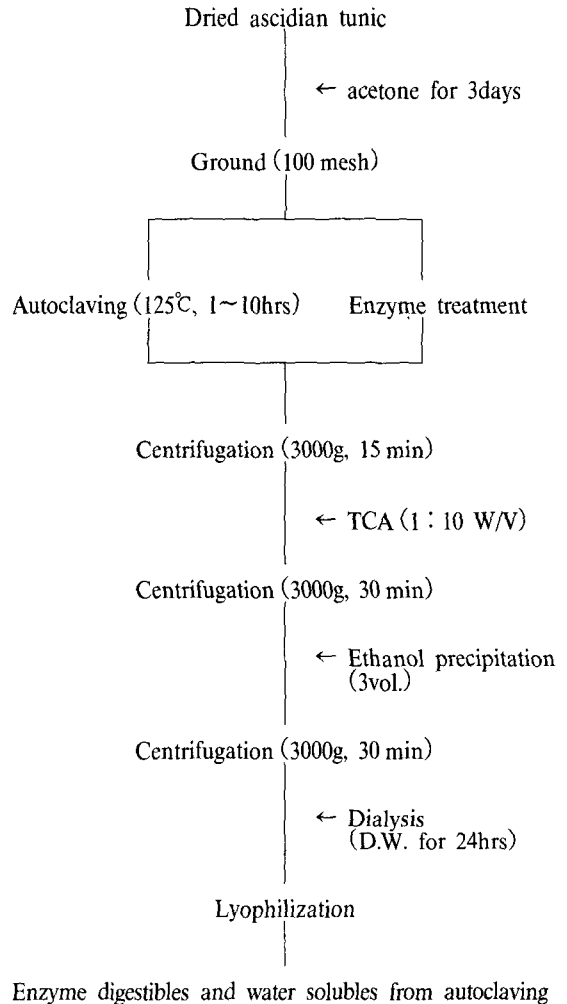 Dried ascidian tunic
← acetone for 3days
Ground (100 mesh)
Autoclaving (125℃, 1~10hrs) Enzyme treatment
Centrifugation (3000g, 15 min)
← TCA (1 : 10 W/V)
Centrifugation (3000g, 30 min)
← Ethanol precipitation
(3vol.)
Centrifugation (3000g, 30 min)
← Dialysis
(D.W. for 24hrs)
Lyophilization
Enzyme digestibles and water solubles from autoclaving